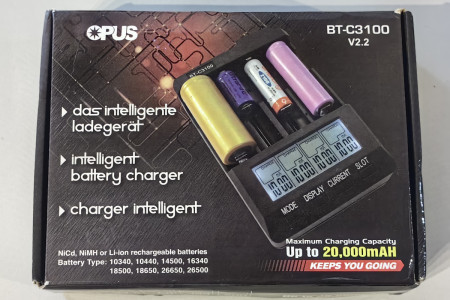 OPUS
BT-C3100
V2.2
BT-C3100
das intelligente
ladegerät
intelligent
battery charger
charger intelligent
MODE DISPLAY CURRENT SLOT
NiCd, NiMH or Li-ion rechargeable batteries
Battery Type: 10340, 10440, 14500, 16340
18500, 18650, 26650, 26500
Maximum Charging Capacity
Up to 20,000mAH
KEEPS YOU GOING